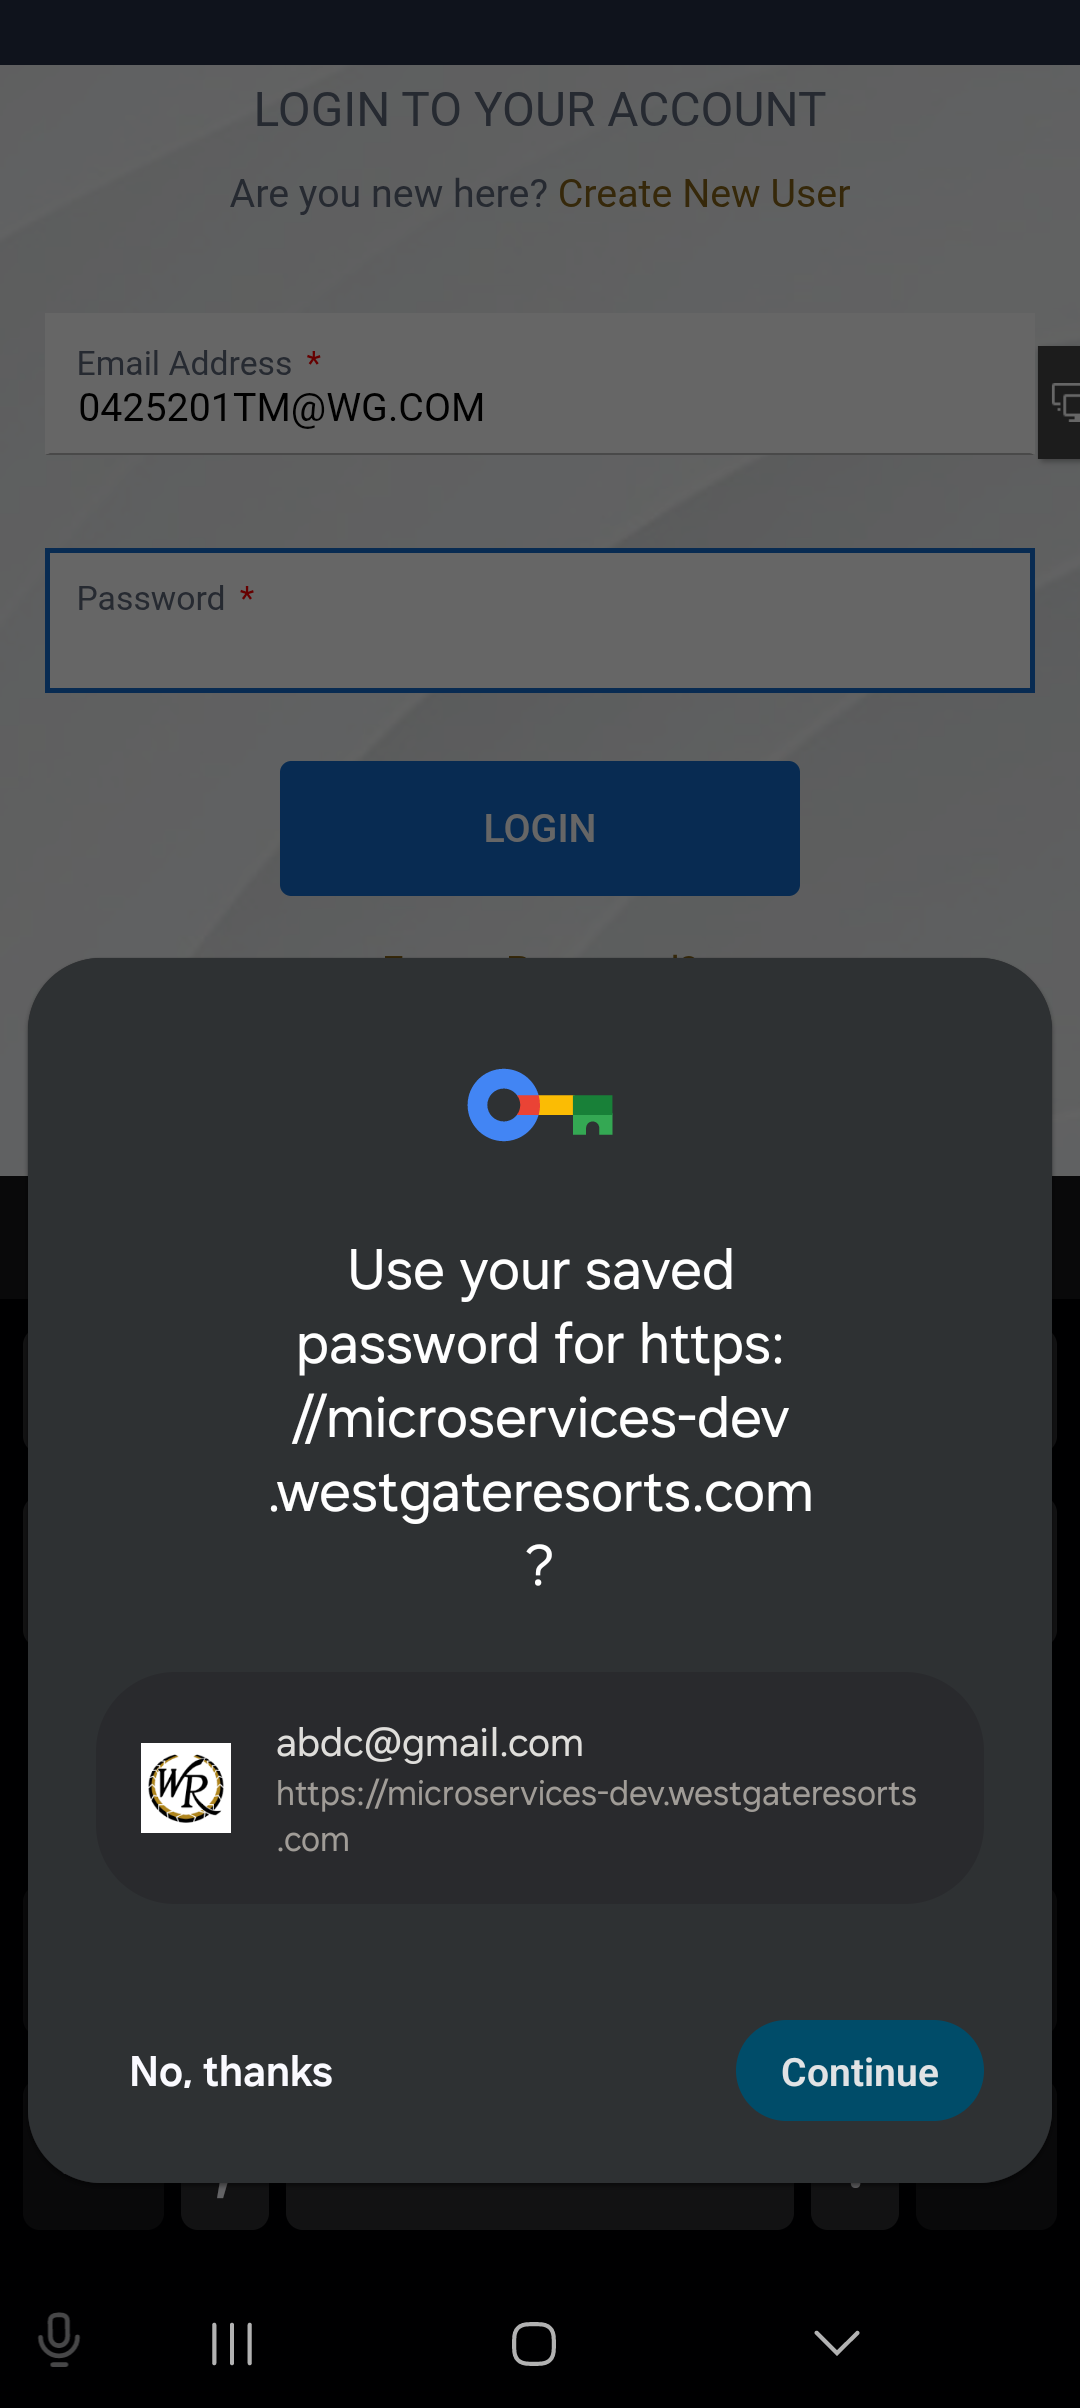 LOGIN TO YOUR ACCOUNT
Are you new here? Create New User
Email Address *
0425201TM@WG.COM
Password *
LOGIN
Use your saved
password for https:
//microservices-dev
.westgateresorts.com
?
WR
abdc@gmail.com
https://microservices-dev.westgateresorts
.com
No, thanks
Continue